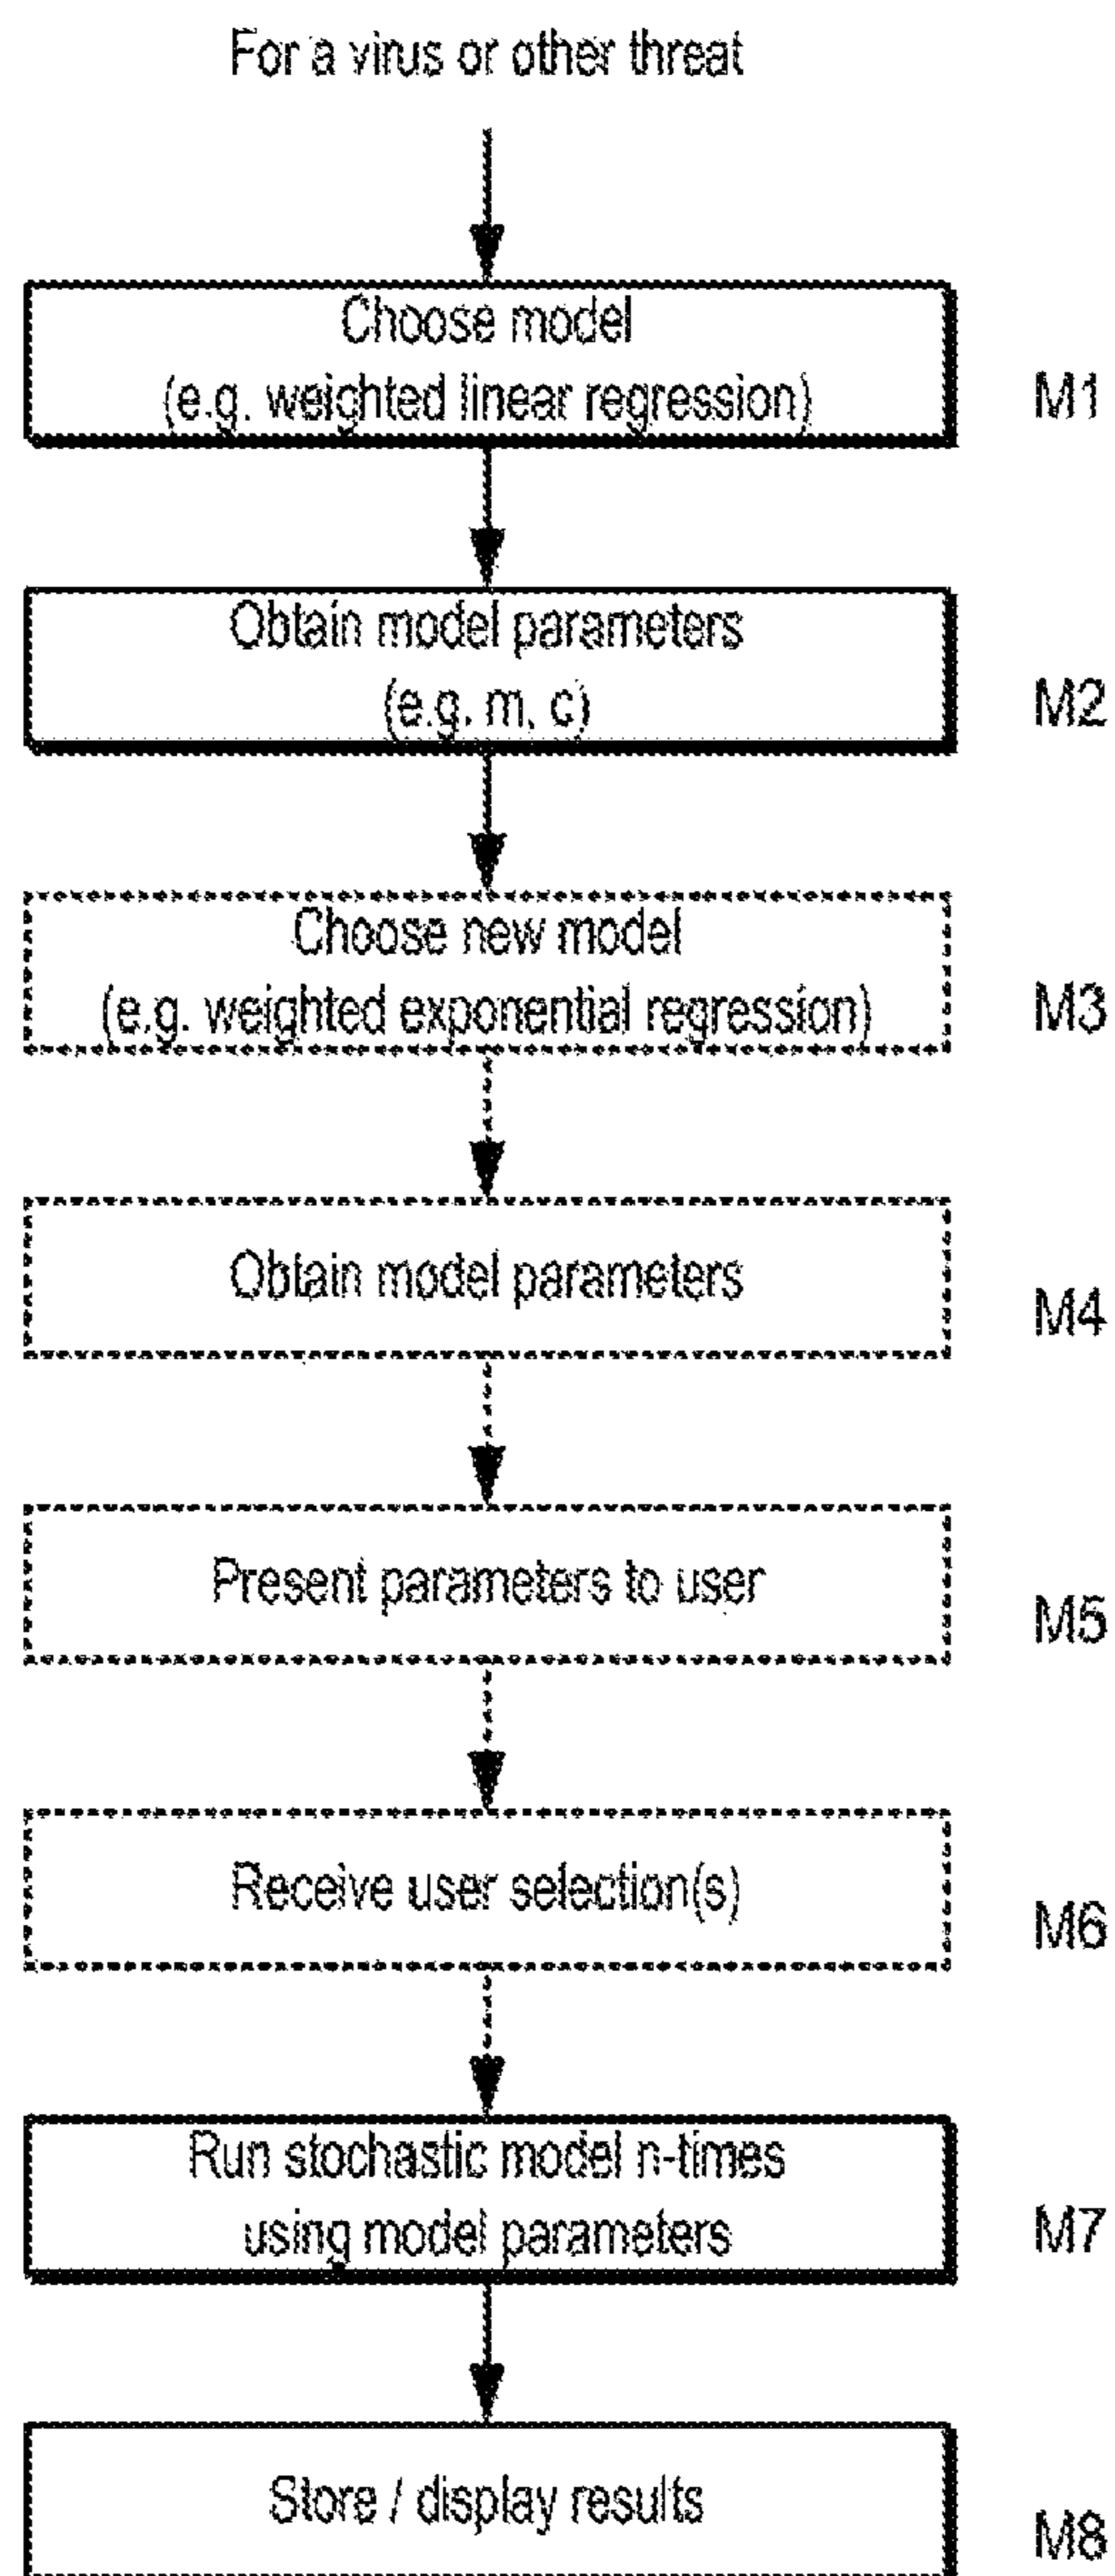 For a virus or other threat
Choose model
(e.g. weighted linear regression)
M1
Obtain model parameters
(e.g. m, c)
M2
Choose new model
(e.g. weighted exponential regression)
M3
Obtain model parameters
M4
Present parameters to user
M5
Receive user selection(s)
M6
Run stochastic model n-times
using model parameters
M7
Store / display results
M8